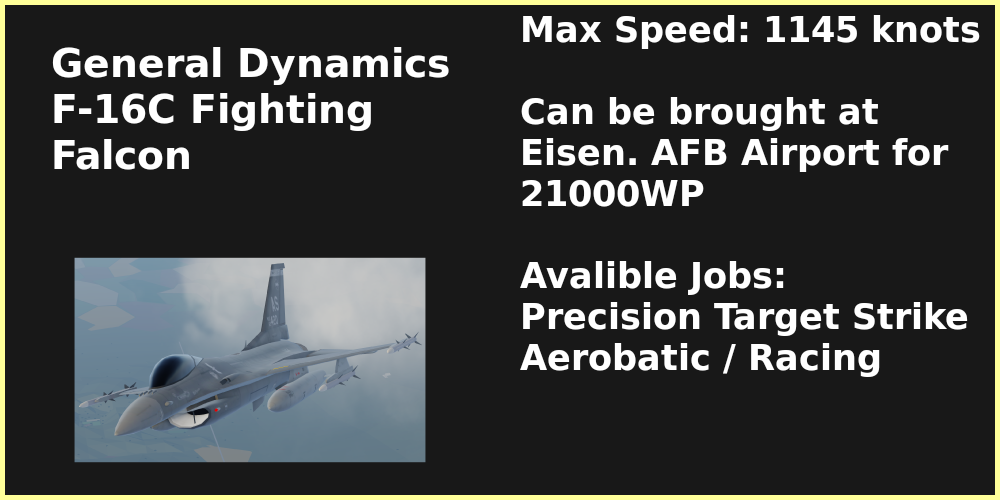 General Dynamics
F-16C Fighting
Falcon
Max Speed: 1145 knots
Can be brought at
Eisen. AFB Airport for
21000WP
Avalible Jobs:
Precision Target Strike
Aerobatic / Racing